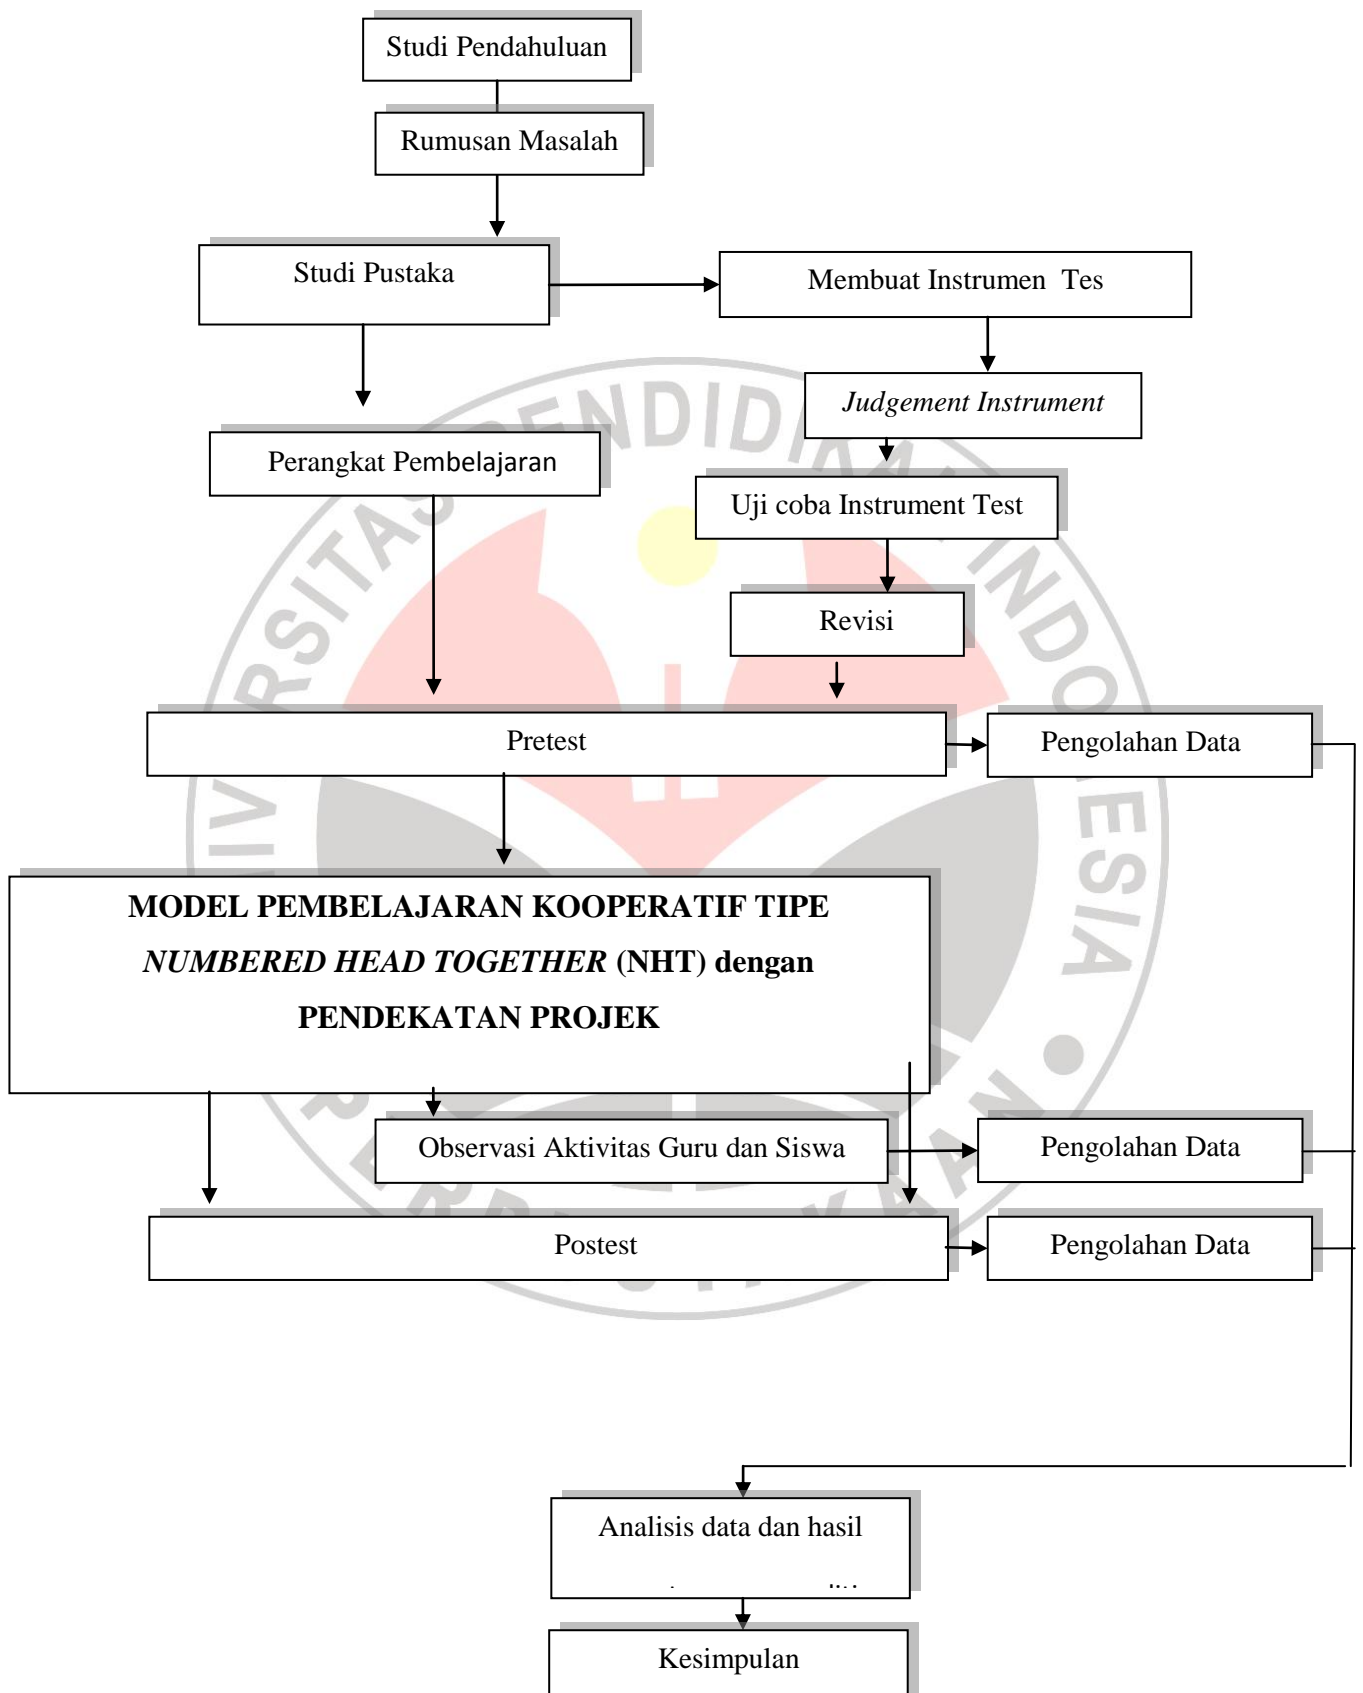 Studi Pendahuluan
Rumusan Masalah
Studi Pustaka
Membuat Instrumen Tes
Judgement Instrument
Perangkat Pembelajaran
Uji coba Instrument Test
Revisi
Pretest
Pengolahan Data
MODEL PEMBELAJARAN KOOPERATIF TIPE
NUMBERED HEAD TOGETHER (NHT) dengan
PENDEKATAN PROJEK
Observasi Aktivitas Guru dan Siswa
Pengolahan Data
Postest
Pengolahan Data
Analisis data dan hasil
Kesimpulan
PENDIDIKAN INDONESIA